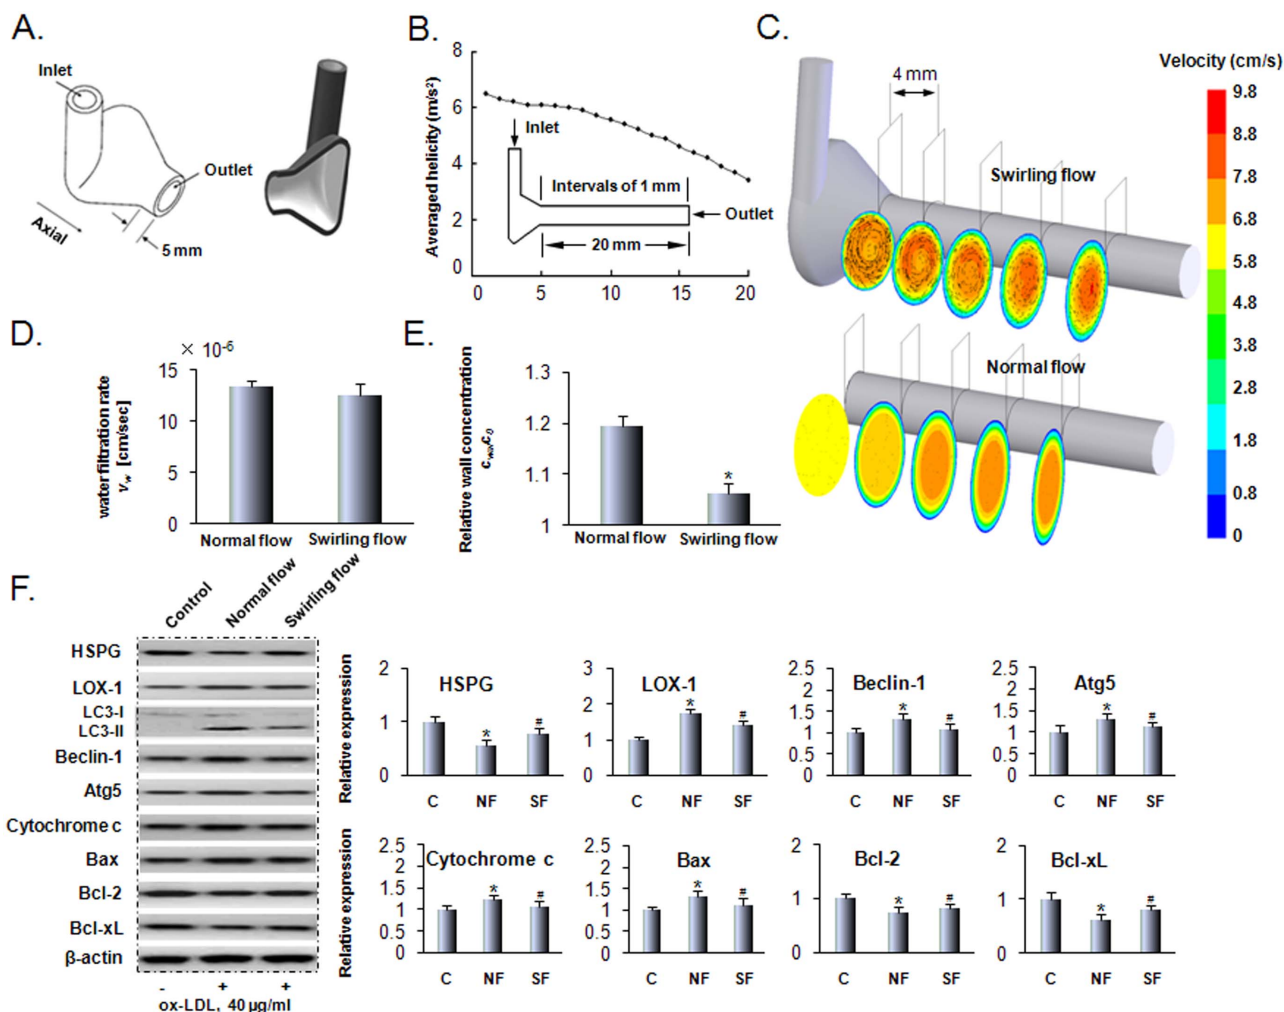 A.
Inlet
Outlet
Axial
5 mm
B.
Averaged helicity (m/s²)
8
6
4
2
0
Inlet
Intervals of 1 mm
Outlet
20 mm
0 5 10 15 20
C.
4 mm
Swirling flow
Normal flow
Velocity (cm/s)
9.8
8.8
7.8
6.8
5.8
4.8
3.8
2.8
1.8
0.8
0
D.
× 10⁻⁶
water filtration rate
vw [cm/sec]
15
10
5
0
Normal flow Swirling flow
E.
Relative wall concentration
1.3
1.2
1.1
1
*
Normal flow Swirling flow
F.
Control Normal flow Swirling flow
HSPG
LOX-1
LC3-I
LC3-II
Beclin-1
Atg5
Cytochrome c
Bax
Bcl-2
Bcl-xL
β-actin
- + +
ox-LDL, 40 µg/ml
Relative expression
HSPG
2
1
0
* #
C NF SF
LOX-1
3
2
1
0
* #
C NF SF
Beclin-1
2.5
2
1.5
1
0.5
0
* #
C NF SF
Atg5
2.5
2
1.5
1
0.5
0
* #
C NF SF
Relative expression
Cytochrome c
2.5
2
1.5
1
0.5
0
* #
C NF SF
Bax
2.5
2
1.5
1
0.5
0
* #
C NF SF
Bcl-2
2
1
0
* #
C NF SF
Bcl-xL
2
1
0
* #
C NF SF